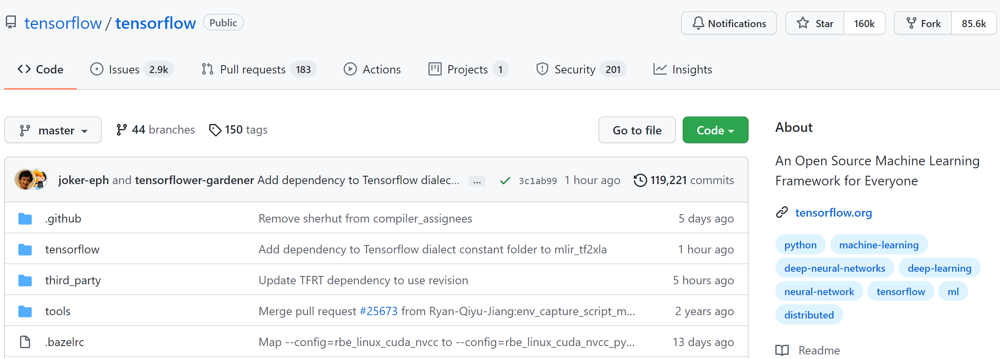 tensorflow / tensorflow Public Notifications Star 160k Fork 85.6k
Code Issues 2.9k Pull requests 183 Actions Projects 1 Security 201 Insights
master 44 branches 150 tags Go to file Code
joker-eph and tensorflower-gardener Add dependency to Tensorflow dialec... ... 3c1ab99 1 hour ago 119,221 commits
.github Remove sherhut from compiler_assignees 5 days ago
tensorflow Add dependency to Tensorflow dialect constant folder to mlir_tf2xla 1 hour ago
third_party Update TFRT dependency to use revision 5 hours ago
tools Merge pull request #25673 from Ryan-Qiyu-Jiang:env_capture_script_m... 2 years ago
.bazelrc Map --config=rbe_linux_cuda_nvcc to --config=rbe_linux_cuda_nvcc_py... 13 days ago
About
An Open Source Machine Learning
Framework for Everyone
tensorflow.org
python machine-learning
deep-neural-networks deep-learning
neural-network tensorflow ml
distributed
Readme